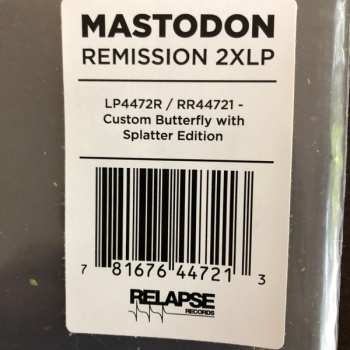 MASTODON
REMISSION 2XLP
LP4472R / RR44721 -
Custom Butterfly with
Splatter Edition
7 81676 44721 3
RELAPSE
RECORDS